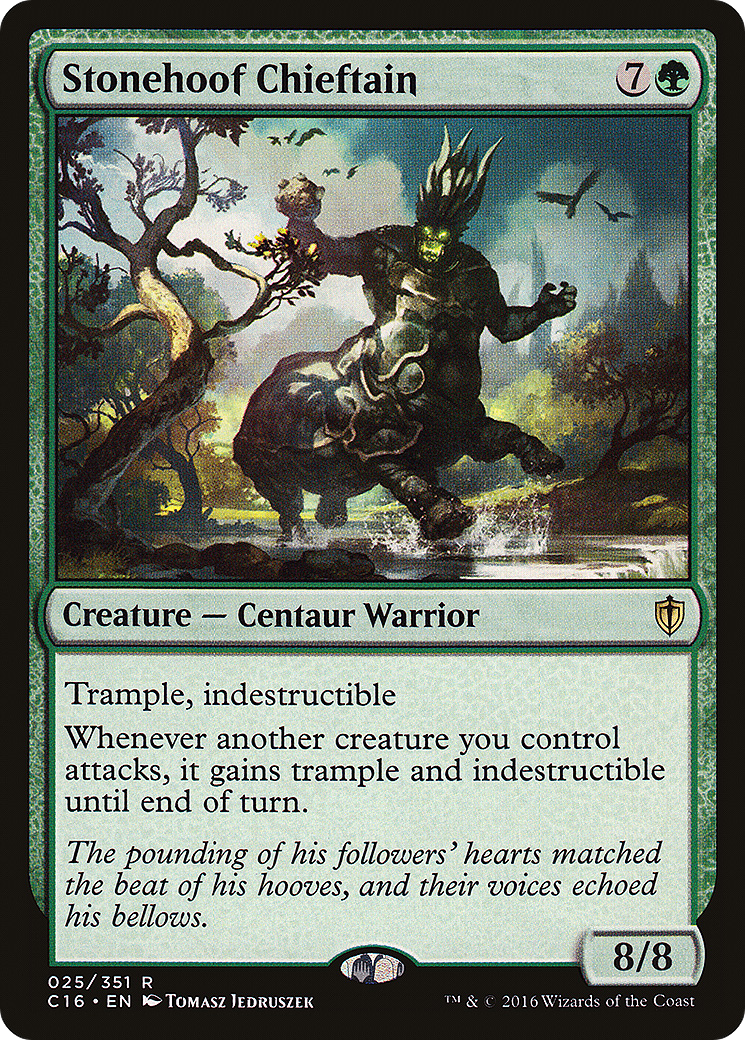 Stonehoof Chieftain 7
Creature — Centaur Warrior
Trample, indestructible
Whenever another creature you control
attacks, it gains trample and indestructible
until end of turn.
The pounding of his followers' hearts matched
the beat of his hooves, and their voices echoed
his bellows.
8/8
025/351 R
C16 • EN Tomasz Jedruszek
™ & © 2016 Wizards of the Coast